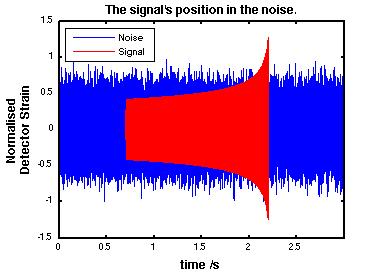 The signal's position in the noise.
1.5
1
0.5
0
-0.5
-1
-1.5
Normalised
Detector Strain
Noise
Signal
0
0.5
1
1.5
2
2.5
time /s